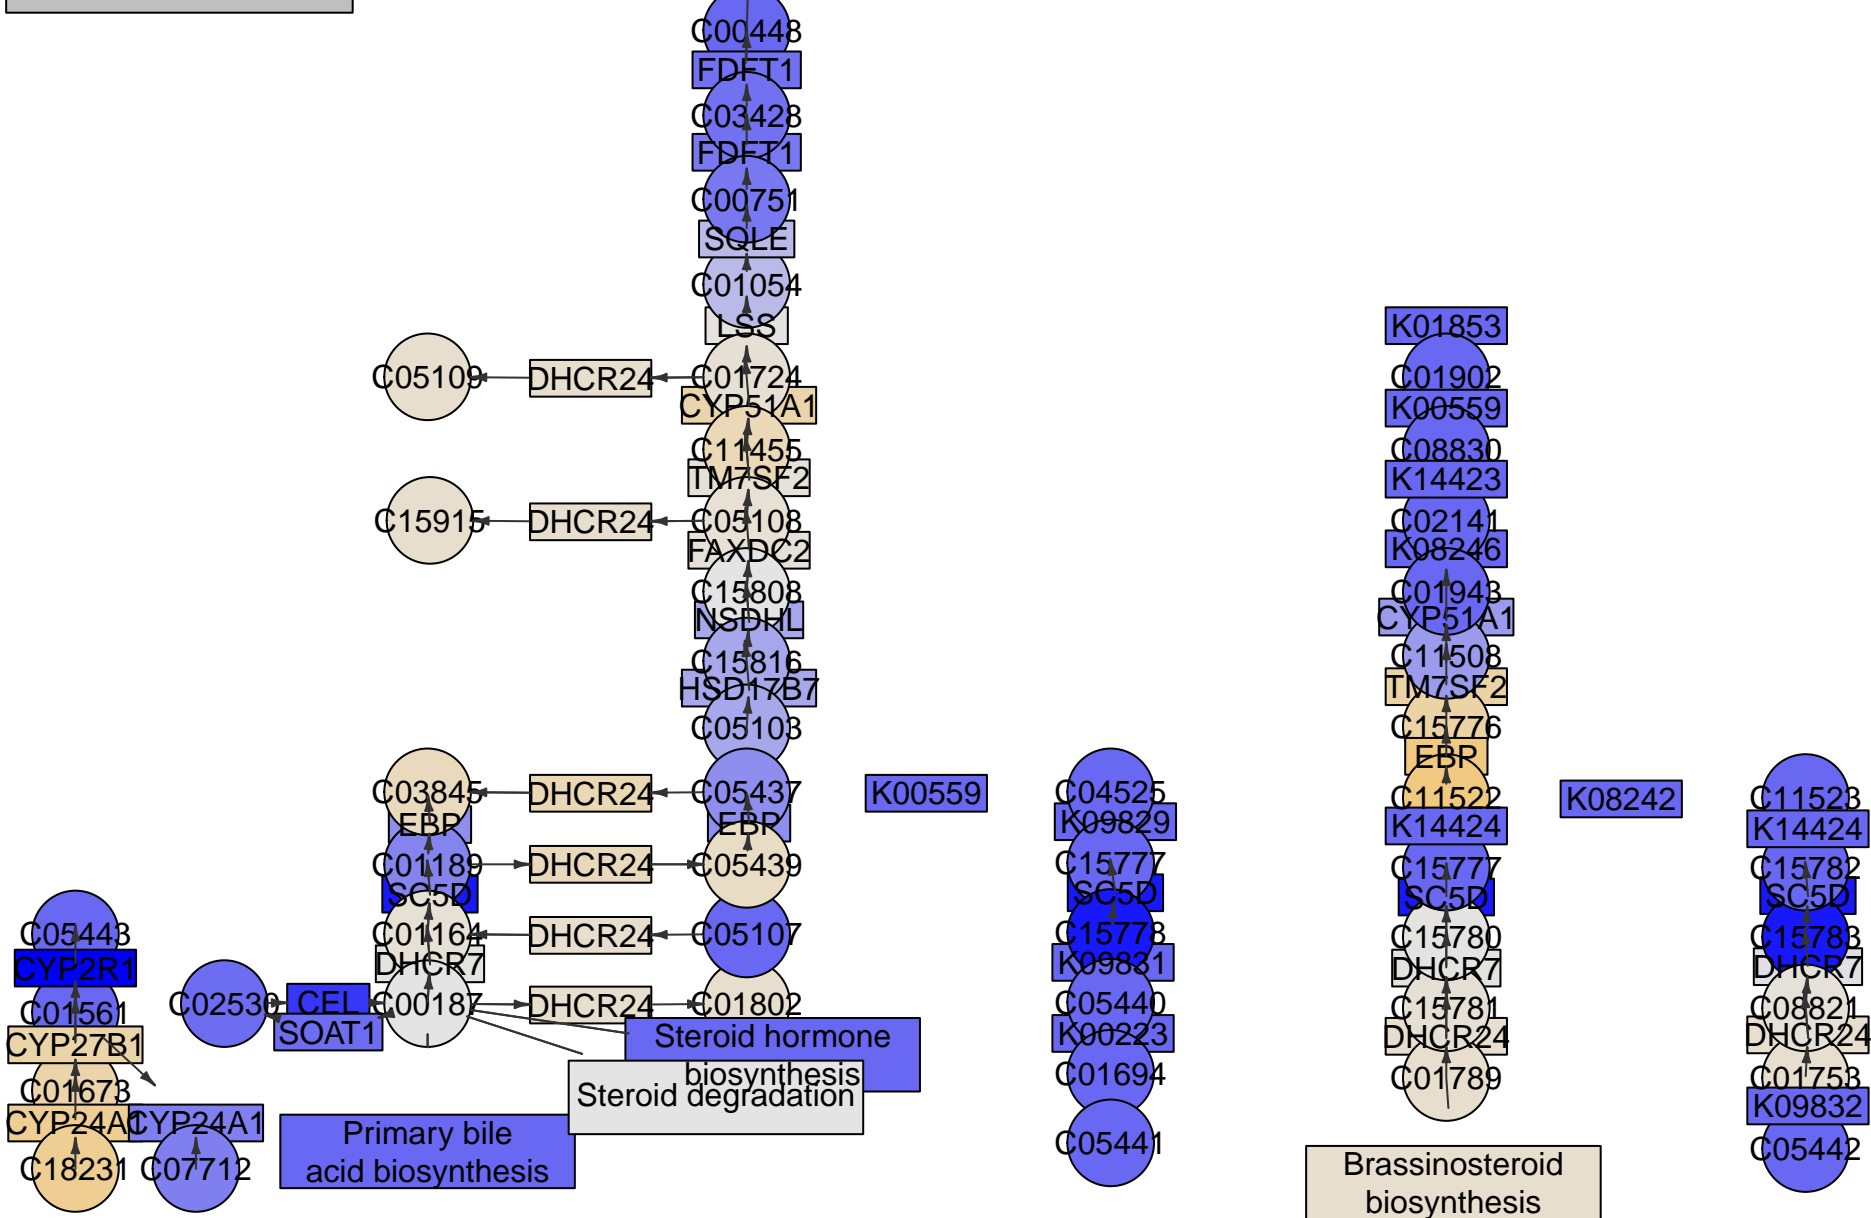 C00448
FDFT1
C03428
FDFT1
C00751
SQLE
C01054
LSS
C05109
DHCR24
C01724
CYP51A1
C11455
TM7SF2
C15915
DHCR24
C05108
FAXDC2
C15808
NSDHL
C15816
HSD17B7
C05103
C03845
DHCR24
C05437
EBP
EBP
C01189
DHCR24
C05439
SC5D
C01164
DHCR24
C05107
DHCR7
C02530
CEL
SOAT1
C00187
DHCR24
C01802
C05443
CYP2R1
C01561
CYP27B1
C01673
CYP24A1
CYP24A1
C18231
C07712
Steroid hormone
biosynthesis
Steroid degradation
Primary bile
acid biosynthesis
K00559
C04525
K09829
C15777
SC5D
C15778
K09831
C05440
K00223
C01694
C05441
K01853
C01902
K00559
C08830
K14423
C02141
K08246
C01943
CYP51A1
C11508
TM7SF2
C15776
EBP
C11522
K14424
C15777
SC5D
C15780
DHCR7
C15781
DHCR24
C01789
Brassinosteroid
biosynthesis
K08242
C11523
K14424
C15782
SC5D
C15783
DHCR7
C08821
DHCR24
C01753
K09832
C05442